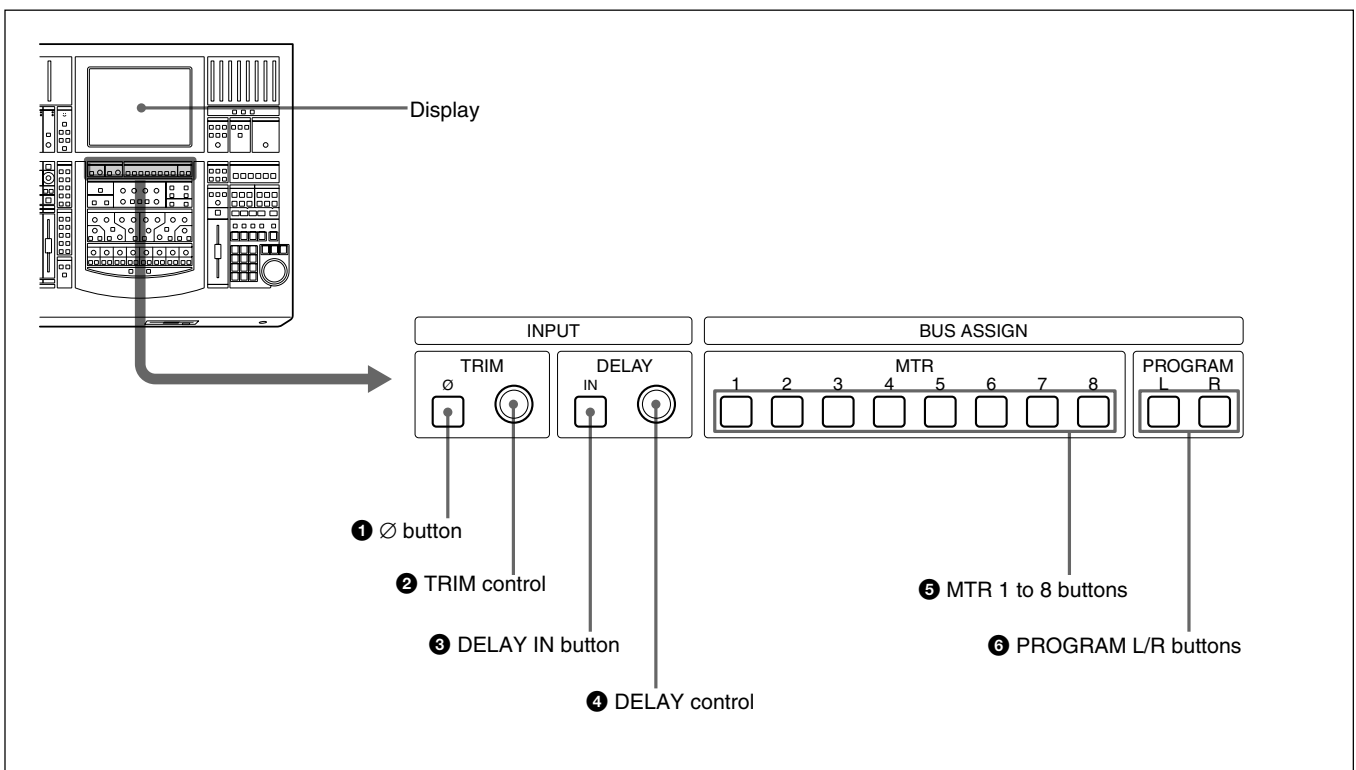 Display
INPUT
BUS ASSIGN
TRIM
DELAY
MTR
PROGRAM
Ø
IN
1 2 3 4 5 6 7 8
L R
❶ ∅ button
❷ TRIM control
❺ MTR 1 to 8 buttons
❸ DELAY IN button
❻ PROGRAM L/R buttons
❹ DELAY control